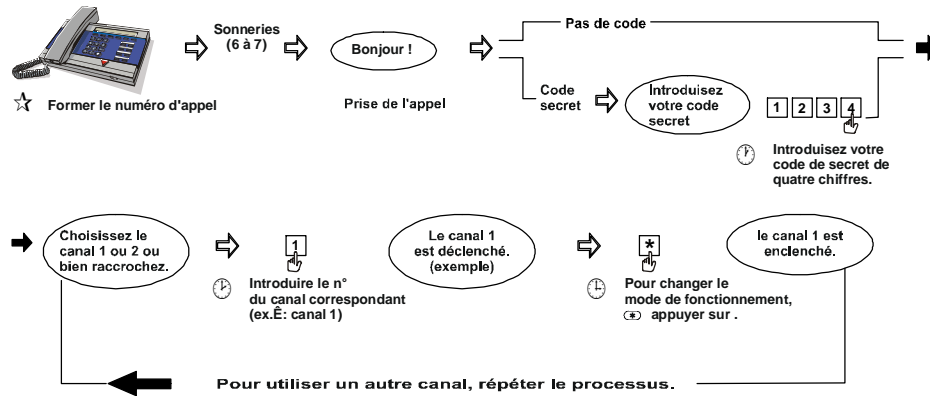 Former le numéro d'appel
Sonneries
(6 à 7)
Bonjour !
Prise de l'appel
Pas de code
Code
secret
Introduisez
votre code
secret
1 2 3 4
Introduisez votre
code de secret de
quatre chiffres.
Choisissez le
canal 1 ou 2 ou
bien raccrochez.
1
Introduire le n°
du canal correspondant
(ex.Ê: canal 1)
Le canal 1
est déclenché.
(exemple)
*
Pour changer le
mode de fonctionnement,
appuyer sur .
le canal 1 est
enclenché.
Pour utiliser un autre canal, répéter le processus.